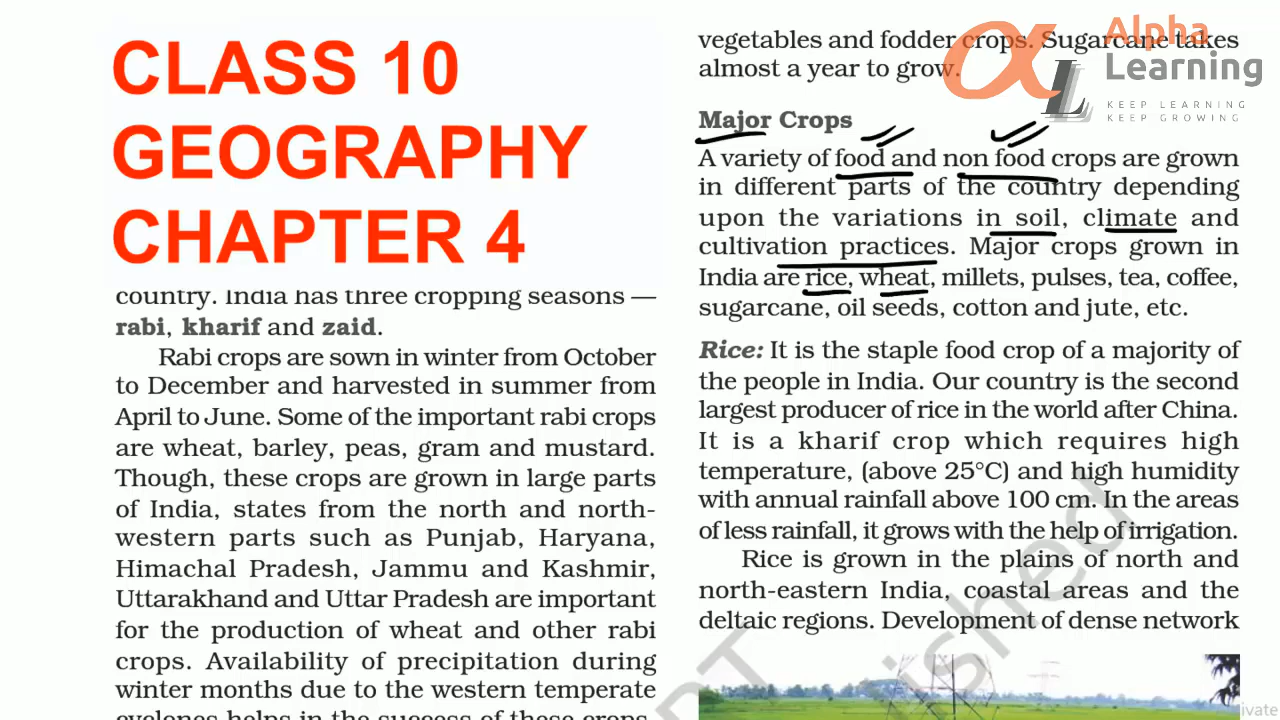 CLASS 10
GEOGRAPHY
CHAPTER 4
country. India has three cropping seasons —
rabi, kharif and zaid.
Rabi crops are sown in winter from October
to December and harvested in summer from
April to June. Some of the important rabi crops
are wheat, barley, peas, gram and mustard.
Though, these crops are grown in large parts
of India, states from the north and north-
western parts such as Punjab, Haryana,
Himachal Pradesh, Jammu and Kashmir,
Uttarakhand and Uttar Pradesh are important
for the production of wheat and other rabi
crops. Availability of precipitation during
winter months due to the western temperate
cyclones helps in the success of these crops.
vegetables and fodder crops. Sugarcane takes
almost a year to grow.
Major Crops
A variety of food and non food crops are grown
in different parts of the country depending
upon the variations in soil, climate and
cultivation practices. Major crops grown in
India are rice, wheat, millets, pulses, tea, coffee,
sugarcane, oil seeds, cotton and jute, etc.
Rice: It is the staple food crop of a majority of
the people in India. Our country is the second
largest producer of rice in the world after China.
It is a kharif crop which requires high
temperature, (above 25°C) and high humidity
with annual rainfall above 100 cm. In the areas
of less rainfall, it grows with the help of irrigation.
Rice is grown in the plains of north and
north-eastern India, coastal areas and the
deltaic regions. Development of dense network
αL
Alpha
Learning
KEEP LEARNING
KEEP GROWING